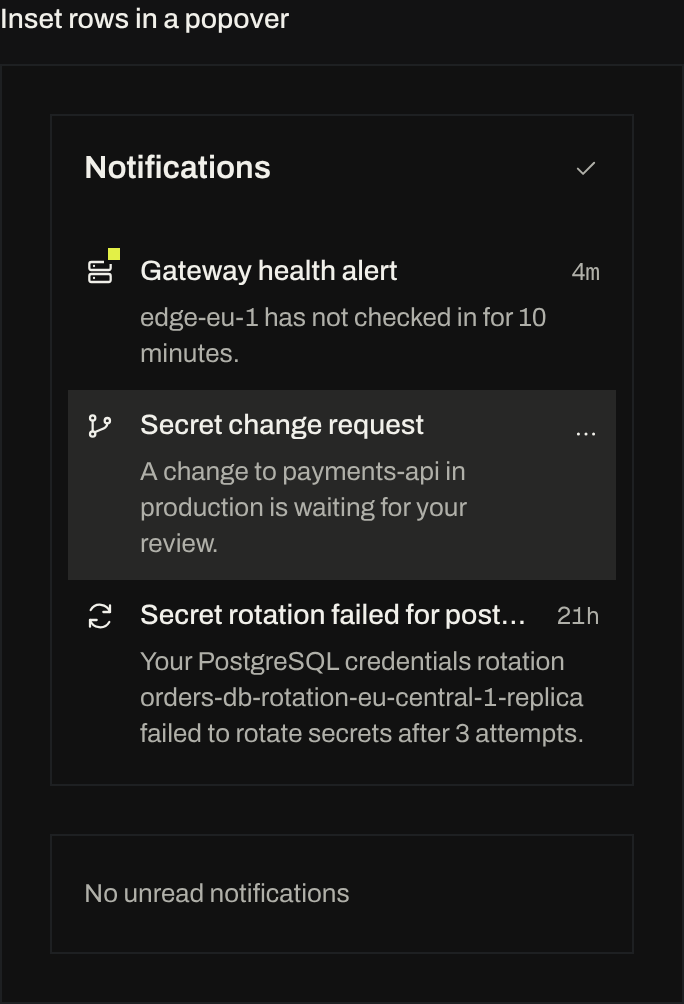 Inset rows in a popover
Notifications
Gateway health alert 4m
edge-eu-1 has not checked in for 10
minutes.
Secret change request ...
A change to payments-api in
production is waiting for your
review.
Secret rotation failed for post... 21h
Your PostgreSQL credentials rotation
orders-db-rotation-eu-central-1-replica
failed to rotate secrets after 3 attempts.
No unread notifications